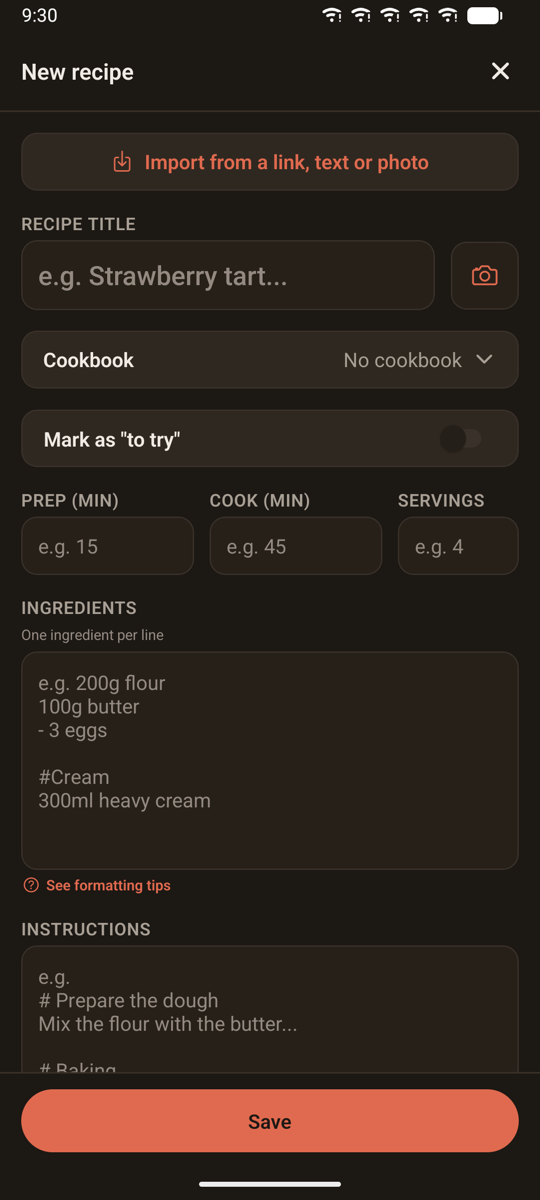 9:30
New recipe
Import from a link, text or photo
RECIPE TITLE
e.g. Strawberry tart...
Cookbook No cookbook
Mark as "to try"
PREP (MIN) COOK (MIN) SERVINGS
e.g. 15 e.g. 45 e.g. 4
INGREDIENTS
One ingredient per line
e.g. 200g flour
100g butter
- 3 eggs
#Cream
300ml heavy cream
See formatting tips
INSTRUCTIONS
e.g.
# Prepare the dough
Mix the flour with the butter...
# Baking
Save